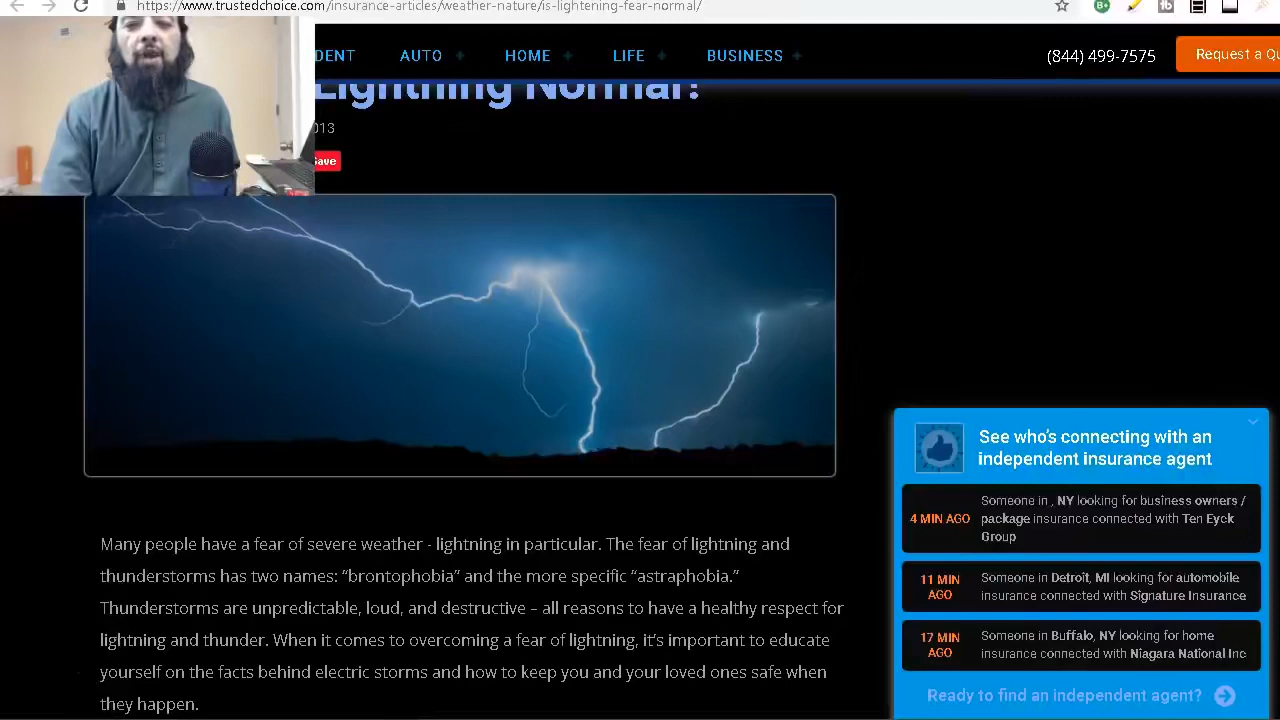 https://www.trustedchoice.com/insurance-articles/weather-nature/is-lightening-fear-normal/
DENT AUTO HOME LIFE BUSINESS (844) 499-7575 Request a Qu
Lightning Normal?
013
Save
See who's connecting with an
independent insurance agent
4 MIN AGO
Someone in , NY looking for business owners /
package insurance connected with Ten Eyck
Group
11 MIN
AGO
Someone in Detroit, MI looking for automobile
insurance connected with Signature Insurance
17 MIN
AGO
Someone in Buffalo, NY looking for home
insurance connected with Niagara National Inc
Ready to find an independent agent?
Many people have a fear of severe weather - lightning in particular. The fear of lightning and
thunderstorms has two names: “brontophobia” and the more specific “astraphobia.”
Thunderstorms are unpredictable, loud, and destructive – all reasons to have a healthy respect for
lightning and thunder. When it comes to overcoming a fear of lightning, it's important to educate
yourself on the facts behind electric storms and how to keep you and your loved ones safe when
they happen.